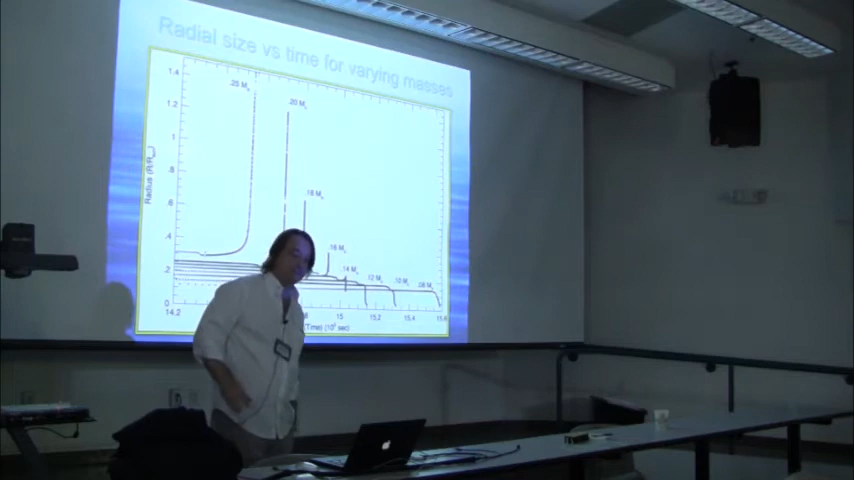 Radial size vs time for varying masses
.25 M
.20 M
.18 M
.16 M
.14 M
.12 M
.10 M
.08 M
Radius (R/R
1.4
1.2
1
.8
.6
.4
.2
0
14.2
15
15.2
15.4
15.6
(Time) (10 sec)